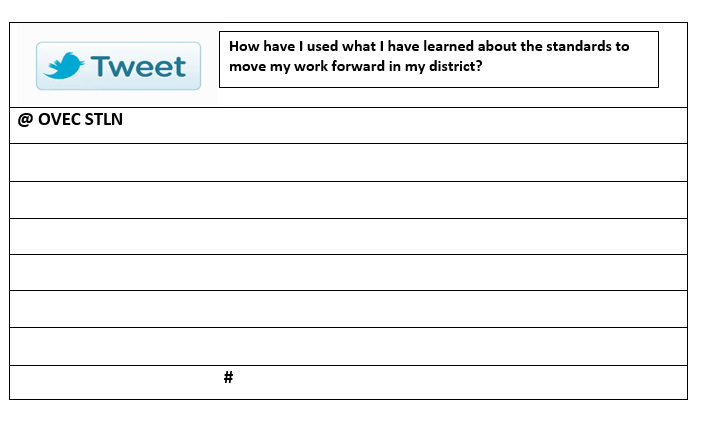 Tweet
How have I used what I have learned about the standards to
move my work forward in my district?
@ OVEC STLN
#